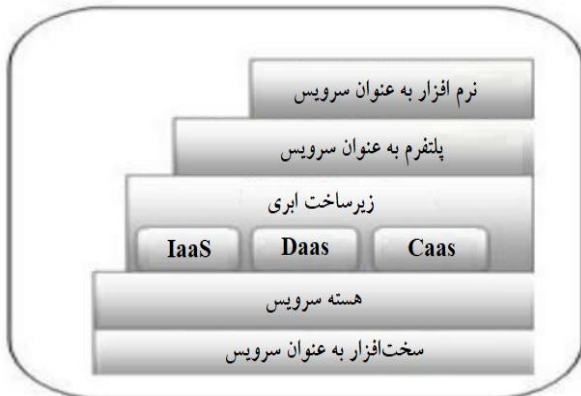 نرم افزار به عنوان سرویس
پلتفرم به عنوان سرویس
زیرساخت ابری
IaaS Daas Caas
هسته سرویس
سخت‌افزار به عنوان سرویس